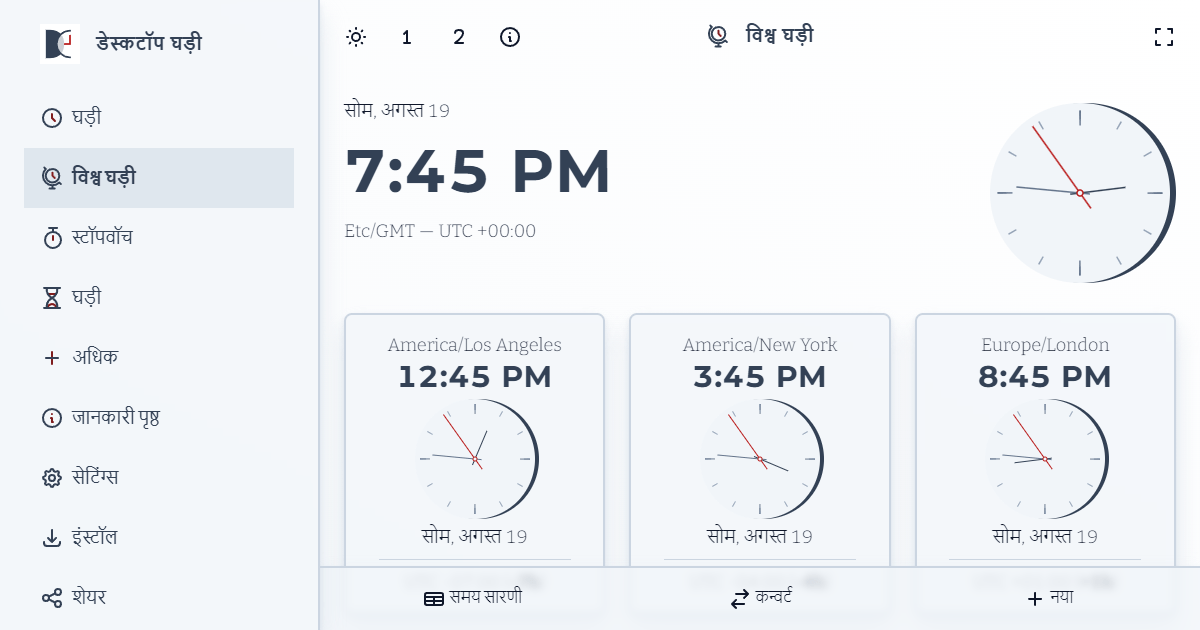 डेस्कटॉप घड़ी
घड़ी
विश्व घड़ी
स्टॉपवॉच
घड़ी
अधिक
जानकारी पृष्ठ
सेटिंग्स
इंस्टॉल
शेयर
1 2
विश्व घड़ी
सोम, अगस्त 19
7:45 PM
Etc/GMT — UTC +00:00
America/Los Angeles
12:45 PM
सोम, अगस्त 19
America/New York
3:45 PM
सोम, अगस्त 19
Europe/London
8:45 PM
सोम, अगस्त 19
समय सारणी
कन्वर्ट
नया